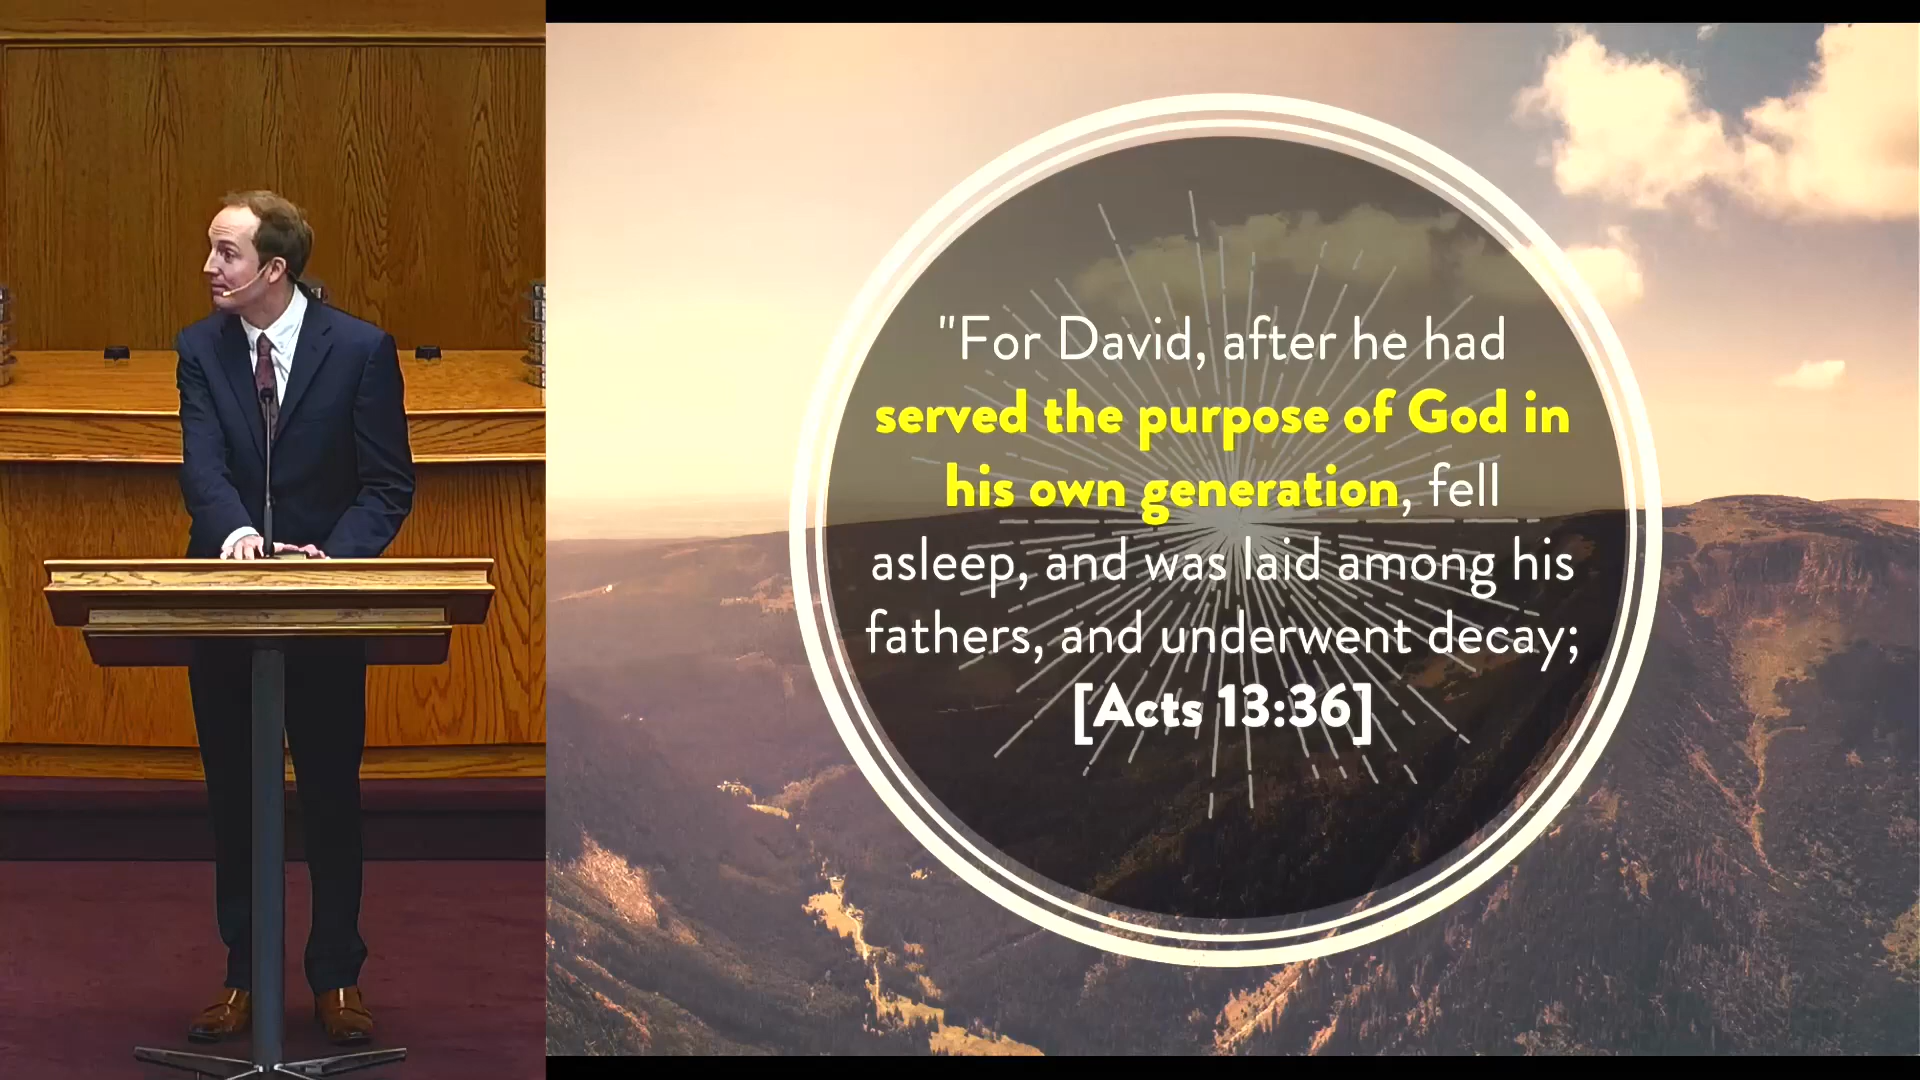 "For David, after he had
served the purpose of God in
his own generation, fell
asleep, and was laid among his
fathers, and underwent decay;
[Acts 13:36]